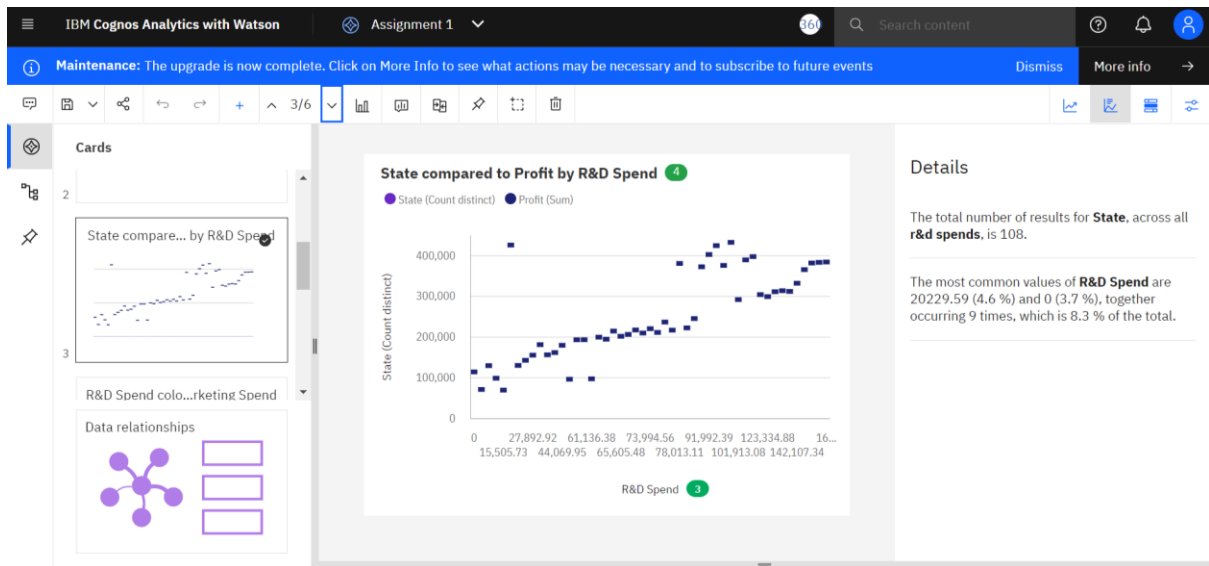 IBM Cognos Analytics with Watson
Assignment 1
360
Search content
Maintenance: The upgrade is now complete. Click on More Info to see what actions may be necessary and to subscribe to future events
Dismiss
More info
3/6
Cards
2
State compare... by R&D Spend
3
R&D Spend colo...rketing Spend
Data relationships
State compared to Profit by R&D Spend 4
State (Count distinct)
Profit (Sum)
State (Count distinct)
400,000
300,000
200,000
100,000
0
0 27,892.92 61,136.38 73,994.56 91,992.39 123,334.88 16...
15,505.73 44,069.95 65,605.48 78,013.11 101,913.08 142,107.34
R&D Spend 3
Details
The total number of results for State, across all
r&d spends, is 108.
The most common values of R&D Spend are
20229.59 (4.6 %) and 0 (3.7 %), together
occurring 9 times, which is 8.3 % of the total.